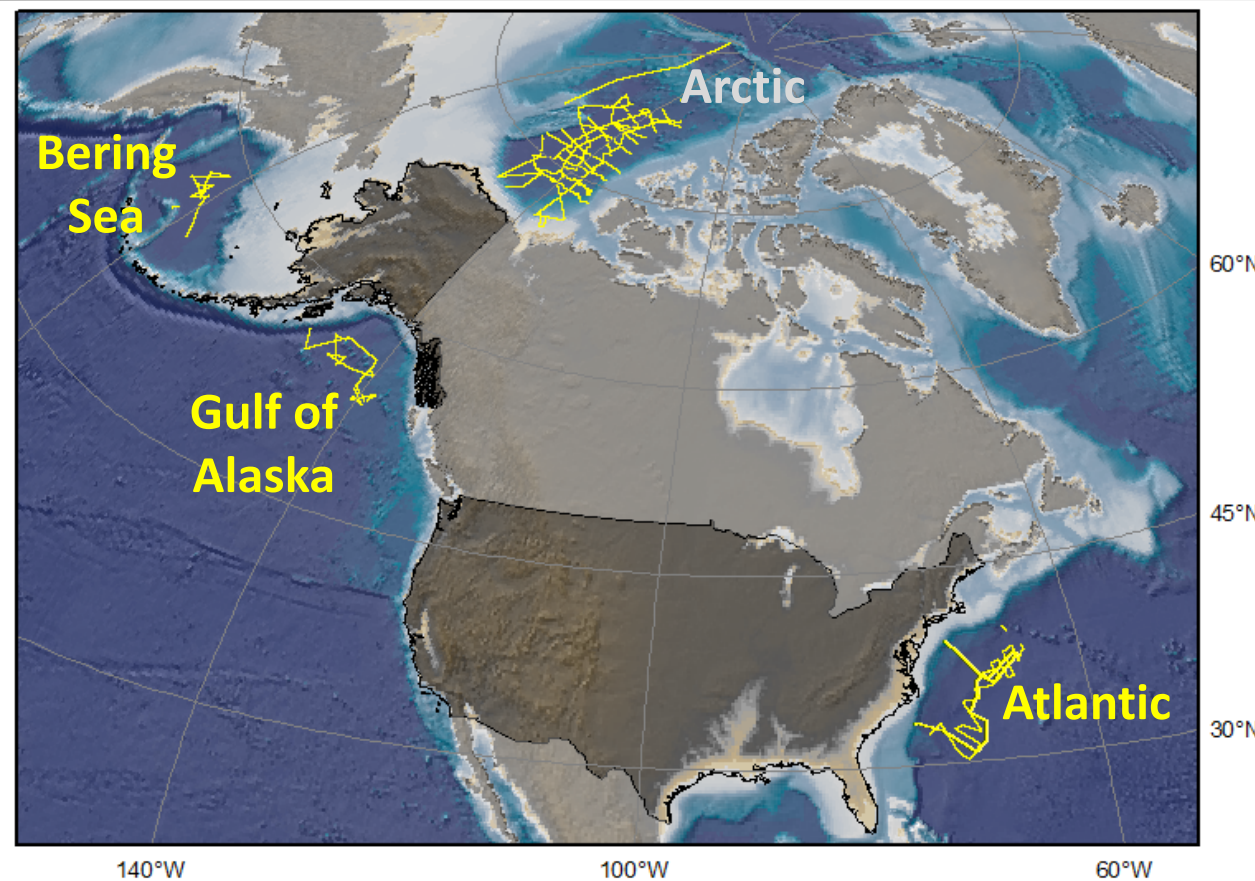 Arctic
Bering
Sea
60°N
Gulf of
Alaska
45°N
Atlantic
30°N
140°W
100°W
60°W